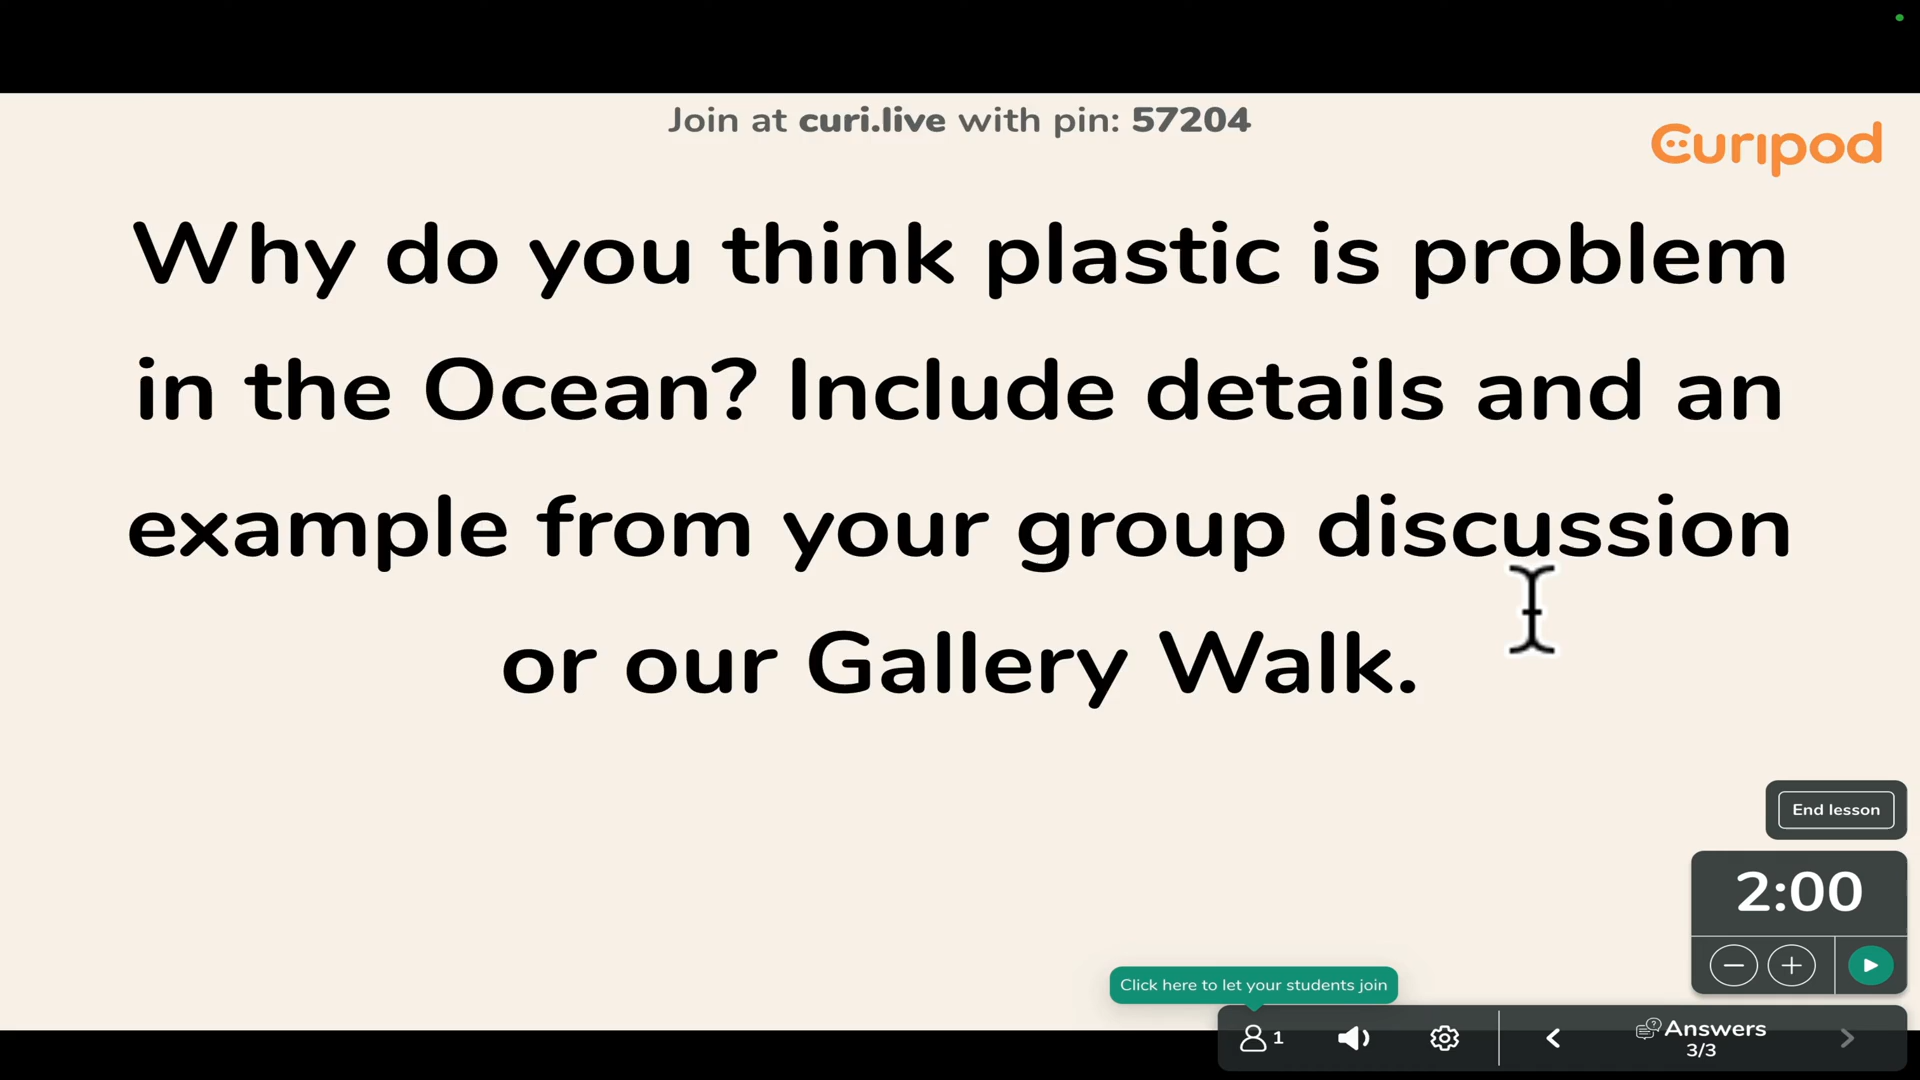 Join at curi.live with pin: 57204
Curipod
Why do you think plastic is problem
in the Ocean? Include details and an
example from your group discussion
or our Gallery Walk.
End lesson
2:00
Click here to let your students join
1
Answers
3/3